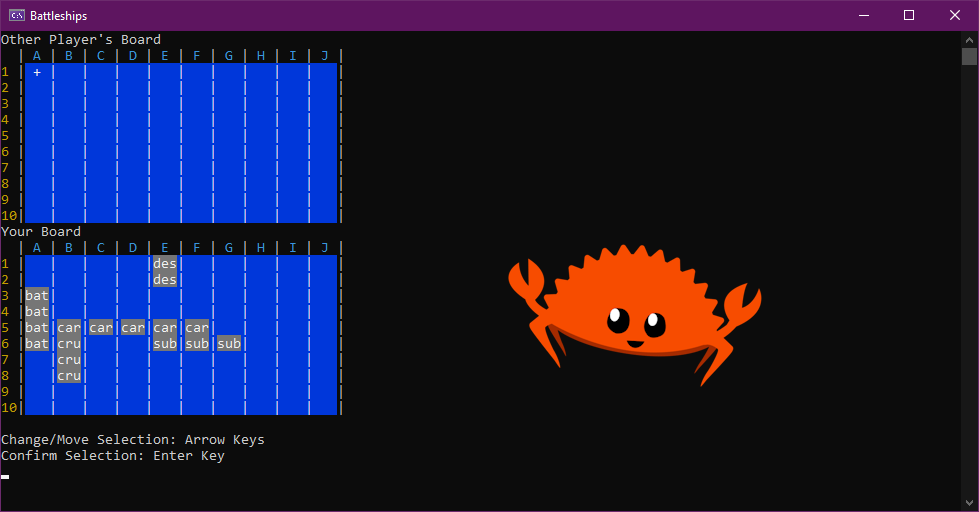 Battleships
Other Player's Board
| A | B | C | D | E | F | G | H | I | J |
1 | + | | | | | | | | | |
2 | | | | | | | | | | |
3 | | | | | | | | | | |
4 | | | | | | | | | | |
5 | | | | | | | | | | |
6 | | | | | | | | | | |
7 | | | | | | | | | | |
8 | | | | | | | | | | |
9 | | | | | | | | | | |
10| | | | | | | | | | |
Your Board
| A | B | C | D | E | F | G | H | I | J |
1 | | | | |des| | | | | |
2 | | | | |des| | | | | |
3 |bat| | | | | | | | | |
4 |bat| | | | | | | | | |
5 |bat|car|car|car|car|car| | | | |
6 |bat|cru| | |sub|sub|sub| | | |
7 | |cru| | | | | | | | |
8 | |cru| | | | | | | | |
9 | | | | | | | | | | |
10| | | | | | | | | | |
Change/Move Selection: Arrow Keys
Confirm Selection: Enter Key